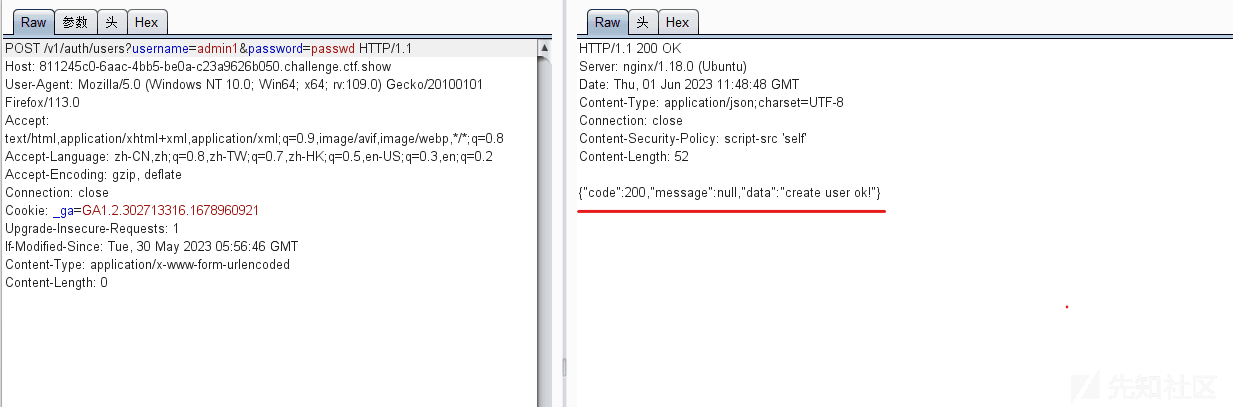 Raw 参数 头 Hex
POST /v1/auth/users?username=admin1&password=passwd HTTP/1.1
Host: 811245c0-6aac-4bb5-be0a-c23a9626b050.challenge.ctf.show
User-Agent: Mozilla/5.0 (Windows NT 10.0; Win64; x64; rv:109.0) Gecko/20100101
Firefox/113.0
Accept:
text/html,application/xhtml+xml,application/xml;q=0.9,image/avif,image/webp,*/*;q=0.8
Accept-Language: zh-CN,zh;q=0.8,zh-TW;q=0.7,zh-HK;q=0.5,en-US;q=0.3,en;q=0.2
Accept-Encoding: gzip, deflate
Connection: close
Cookie: _ga=GA1.2.302713316.1678960921
Upgrade-Insecure-Requests: 1
If-Modified-Since: Tue, 30 May 2023 05:56:46 GMT
Content-Type: application/x-www-form-urlencoded
Content-Length: 0
Raw 头 Hex
HTTP/1.1 200 OK
Server: nginx/1.18.0 (Ubuntu)
Date: Thu, 01 Jun 2023 11:48:48 GMT
Content-Type: application/json;charset=UTF-8
Connection: close
Content-Security-Policy: script-src 'self'
Content-Length: 52
{"code":200,"message":null,"data":"create user ok!"}
先知社区